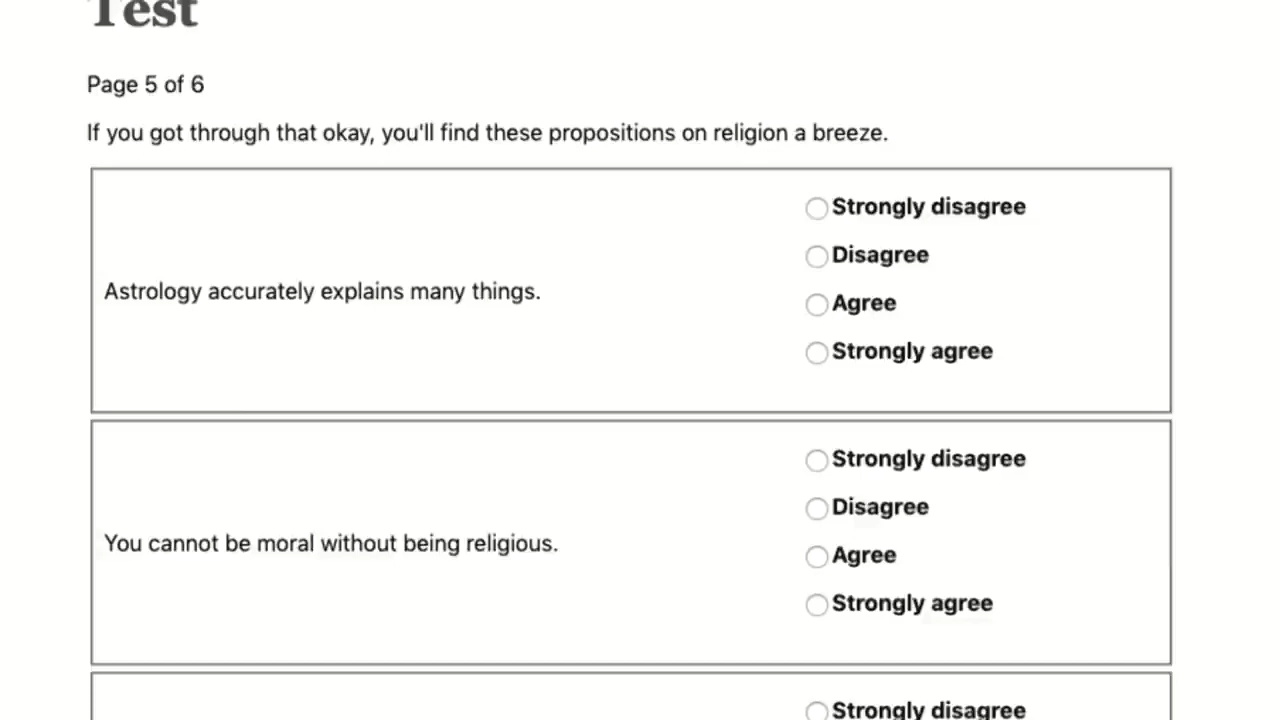 Test
Page 5 of 6
If you got through that okay, you'll find these propositions on religion a breeze.
Astrology accurately explains many things.
Strongly disagree
Disagree
Agree
Strongly agree
You cannot be moral without being religious.
Strongly disagree
Disagree
Agree
Strongly agree
Strongly disagree